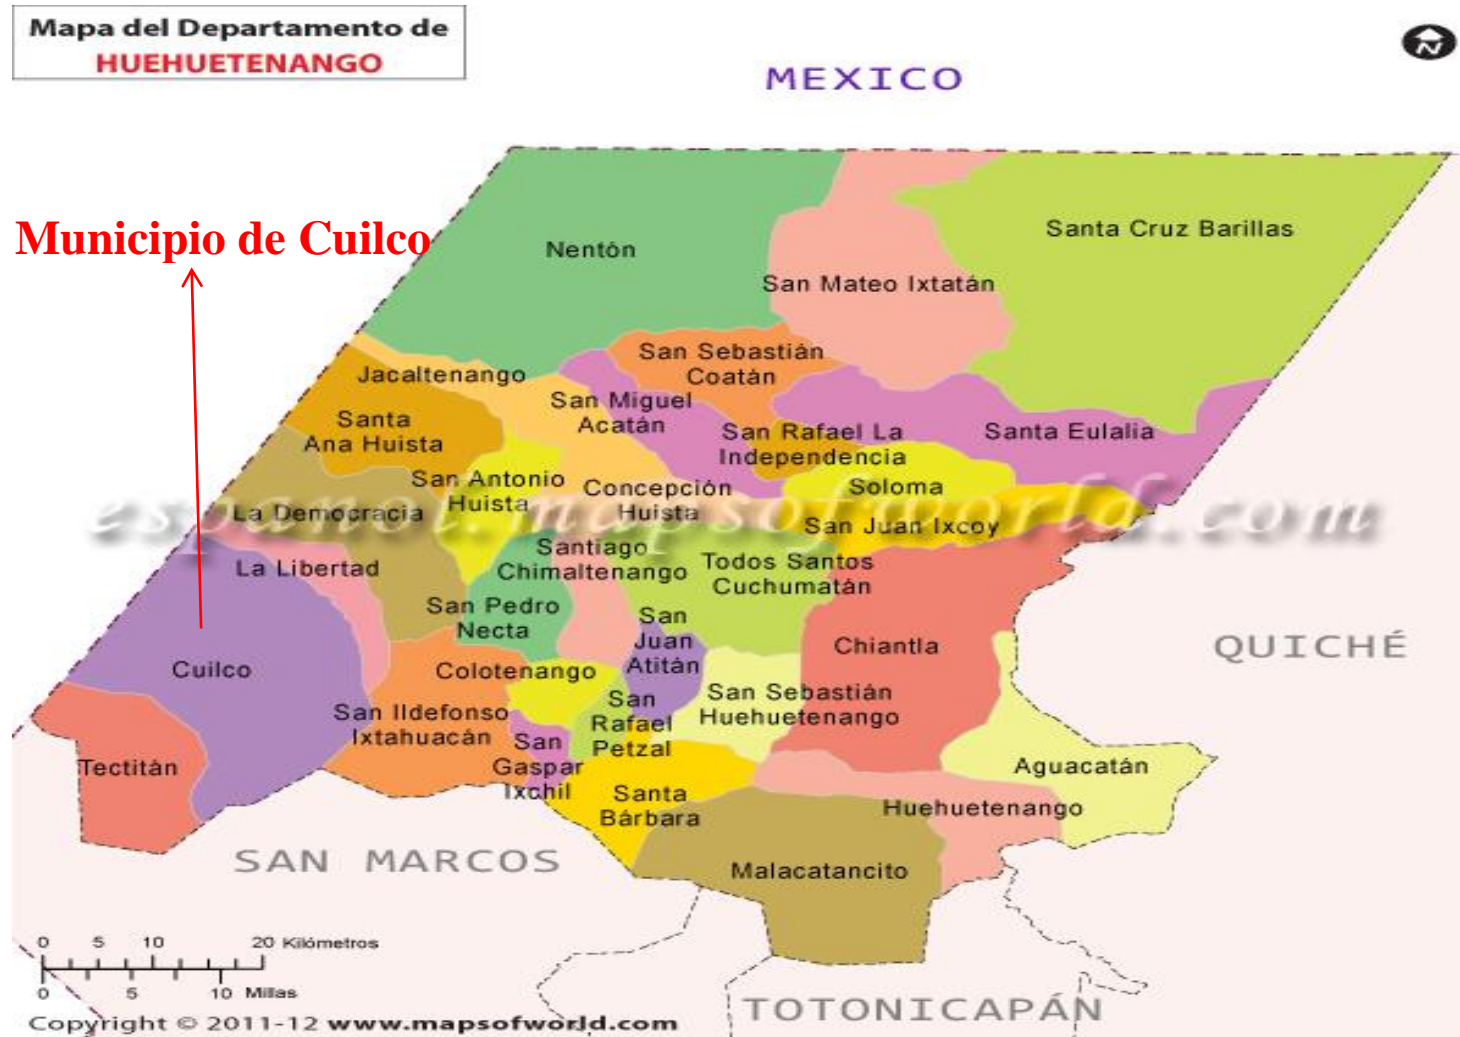 Mapa del Departamento de
HUEHUETENANGO
N
MEXICO
Municipio de Cuilco
Nentón
Santa Cruz Barillas
San Mateo Ixtatán
San Sebastián
Coatán
Jacaltenango
San Miguel
Acatán
Santa
Ana Huista
San Rafael La
Independencia
Santa Eulalia
San Antonio
Huista
Concepción
Huista
Soloma
La Democracia
San Juan Ixcoy
espanol.mapsofworld.com
La Libertad
Santiago
Chimaltenango
Todos Santos
Cuchumatán
San Pedro
Necta
San
Juan
Atitán
Chiantla
QUICHÉ
Cuilco
Colotenango
San Sebastián
Huehuetenango
San Ildefonso
Ixtahuacán
San
Rafael
Petzal
San
Gaspar
Ixchil
Tectitán
Aguacatán
Santa
Bárbara
Huehuetenango
SAN MARCOS
Malacatancito
0 5 10 20 Kilómetros
0 5 10 Millas
TOTONICAPÁN
Copyright © 2011-12 www.mapsofworld.com